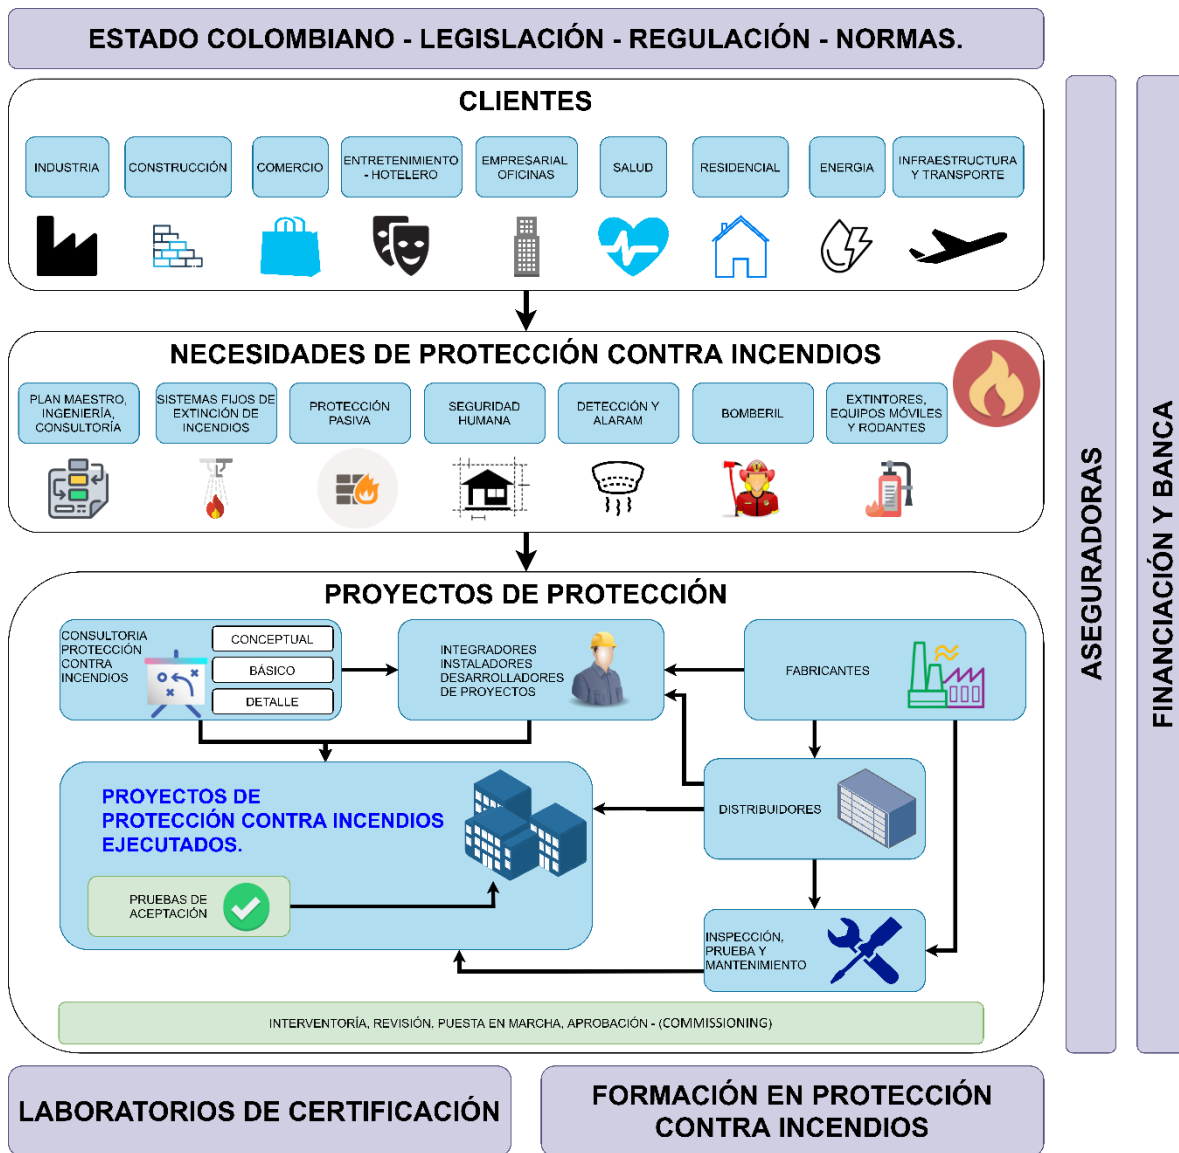 ESTADO COLOMBIANO - LEGISLACIÓN - REGULACIÓN - NORMAS.
CLIENTES
INDUSTRIA
CONSTRUCCIÓN
COMERCIO
ENTRETENIMIENTO
- HOTELERO
EMPRESARIAL
OFICINAS
SALUD
RESIDENCIAL
ENERGIA
INFRAESTRUCTURA
Y TRANSPORTE
NECESIDADES DE PROTECCIÓN CONTRA INCENDIOS
PLAN MAESTRO,
INGENIERÍA,
CONSULTORÍA
SISTEMAS FIJOS DE
EXTINCIÓN DE
INCENDIOS
PROTECCIÓN
PASIVA
SEGURIDAD
HUMANA
DETECCIÓN Y
ALARAM
BOMBERIL
EXTINTORES,
EQUIPOS MÓVILES
Y RODANTES
PROYECTOS DE PROTECCIÓN
CONSULTORIA
PROTECCIÓN
CONTRA
INCENDIOS
CONCEPTUAL
BÁSICO
DETALLE
INTEGRADORES
INSTALADORES
DESARROLLADORES
DE PROYECTOS
FABRICANTES
PROYECTOS DE
PROTECCIÓN CONTRA INCENDIOS
EJECUTADOS.
DISTRIBUIDORES
PRUEBAS DE
ACEPTACIÓN
INSPECCIÓN,
PRUEBA Y
MANTENIMIENTO
INTERVENTORÍA, REVISIÓN, PUESTA EN MARCHA, APROBACIÓN - (COMMISSIONING)
ASEGURADORAS
FINANCIACIÓN Y BANCA
LABORATORIOS DE CERTIFICACIÓN
FORMACIÓN EN PROTECCIÓN
CONTRA INCENDIOS